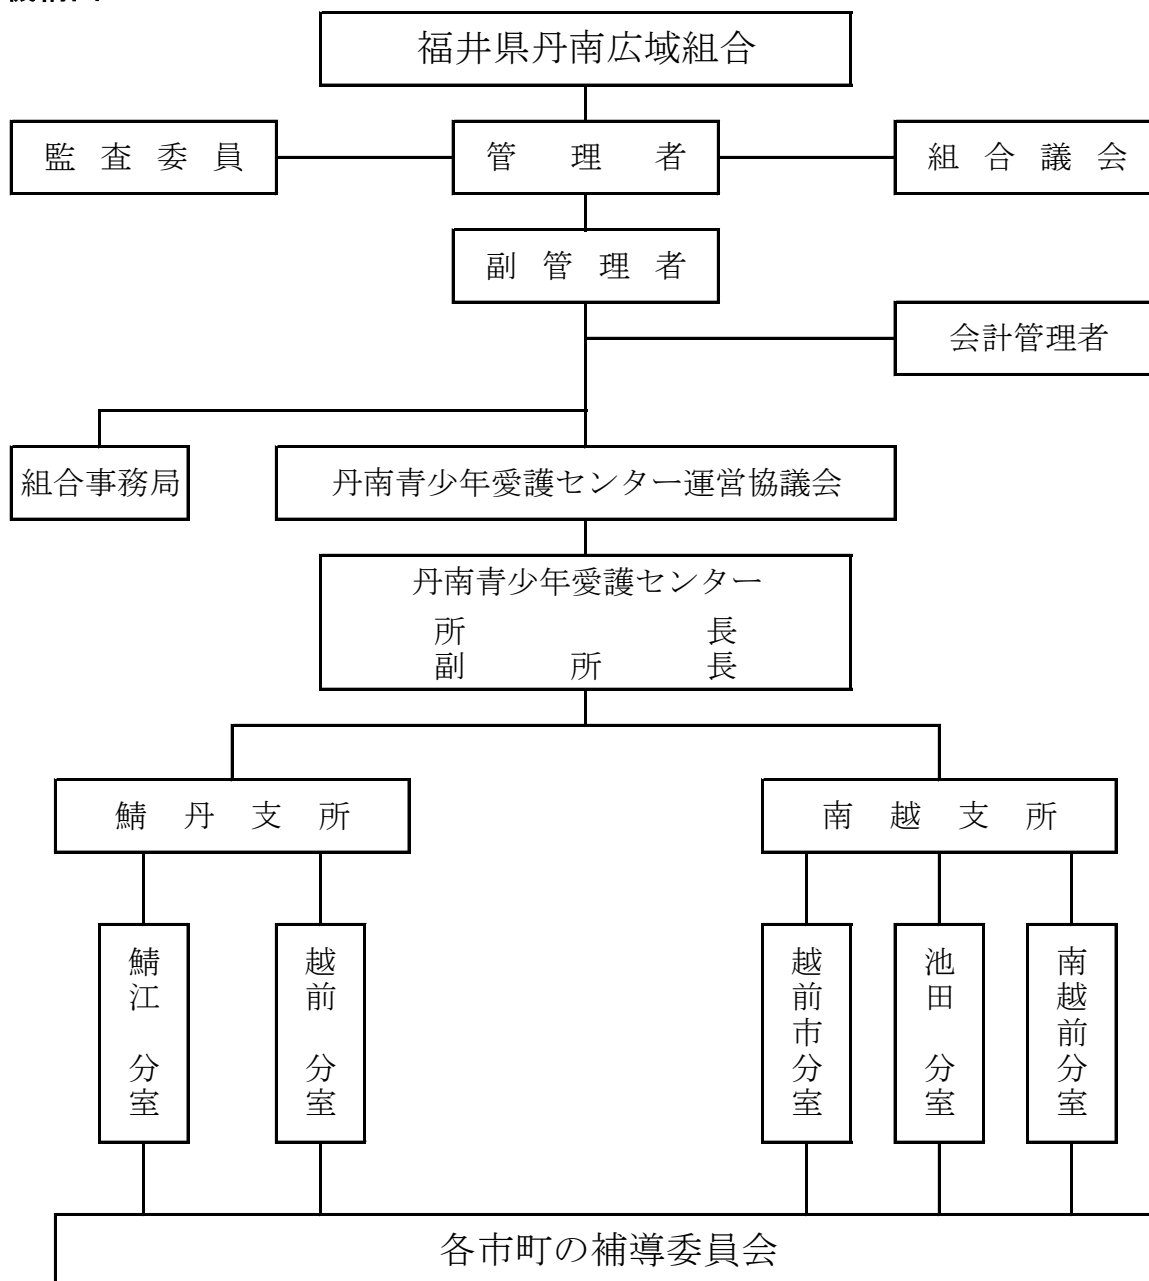 福井県丹南広域組合
監査委員
管理者
組合議会
副管理者
会計管理者
組合事務局
丹南青少年愛護センター運営協議会
丹南青少年愛護センター
所長
副所長
鯖丹支所
南越支所
鯖江分室
越前分室
越前市分室
池田分室
南越前分室
各市町の補導委員会